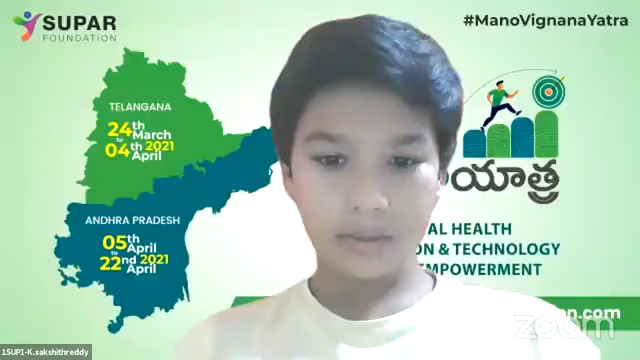 SUPAR
FOUNDATION
#ManoVignanaYatra
TELANGANA
24th March
to
04th 2021 April
ANDHRA PRADESH
05th April
to
22nd 2021 April
యాత్ర
AL HEALTH
ON & TECHNOLOGY
EMPOWERMENT
on.com
zoom
1SUP1-K.sakshithreddy